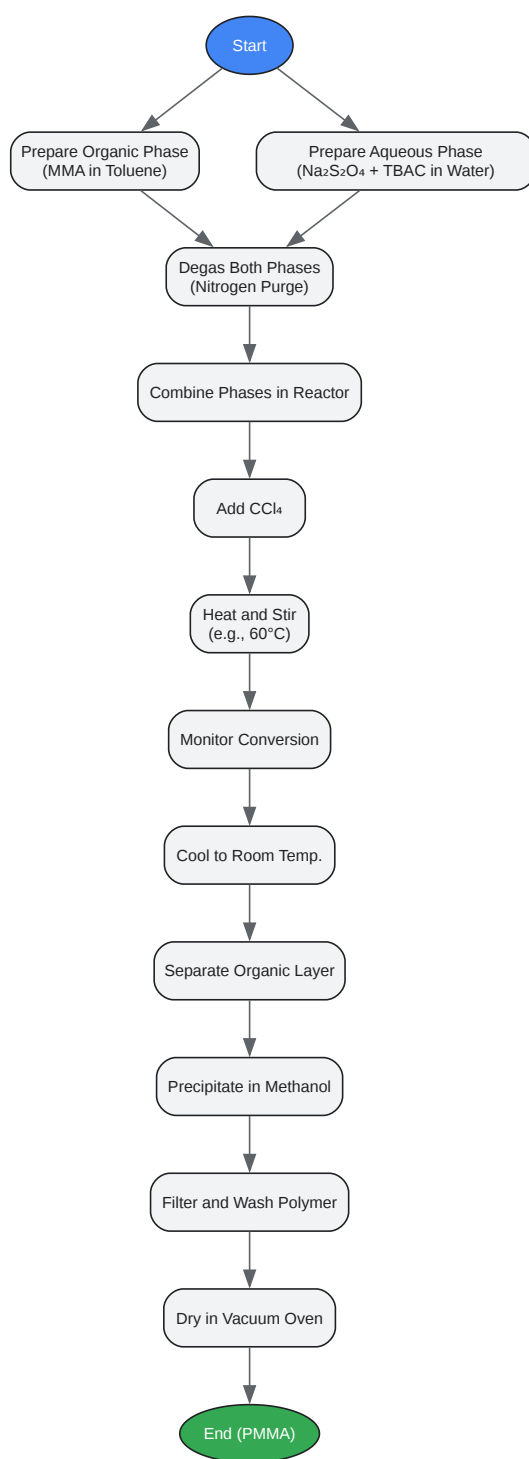 Start
Prepare Organic Phase
(MMA in Toluene)
Prepare Aqueous Phase
(Na₂S₂O₄ + TBAC in Water)
Degas Both Phases
(Nitrogen Purge)
Combine Phases in Reactor
Add CCl₄
Heat and Stir
(e.g., 60°C)
Monitor Conversion
Cool to Room Temp.
Separate Organic Layer
Precipitate in Methanol
Filter and Wash Polymer
Dry in Vacuum Oven
End (PMMA)